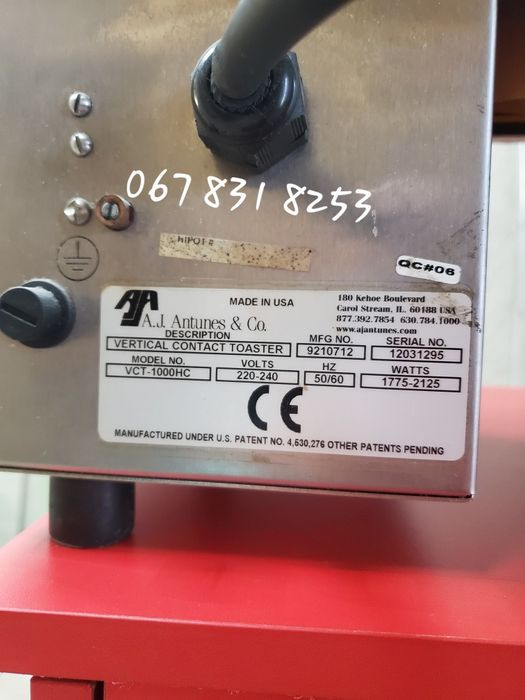 067 831 8253
HIPOT #
QC#06
AJA
A.J. Antunes & Co.
MADE IN USA
180 Kehoe Boulevard
Carol Stream, IL. 60188 USA
877.392.7854 630.784.1000
www.ajantunes.com
DESCRIPTION MFG NO. SERIAL NO.
VERTICAL CONTACT TOASTER 9210712 12031295
MODEL NO. VOLTS HZ WATTS
VCT-1000HC 220-240 50/60 1775-2125
CE
MANUFACTURED UNDER U.S. PATENT NO. 4,530,276 OTHER PATENTS PENDING